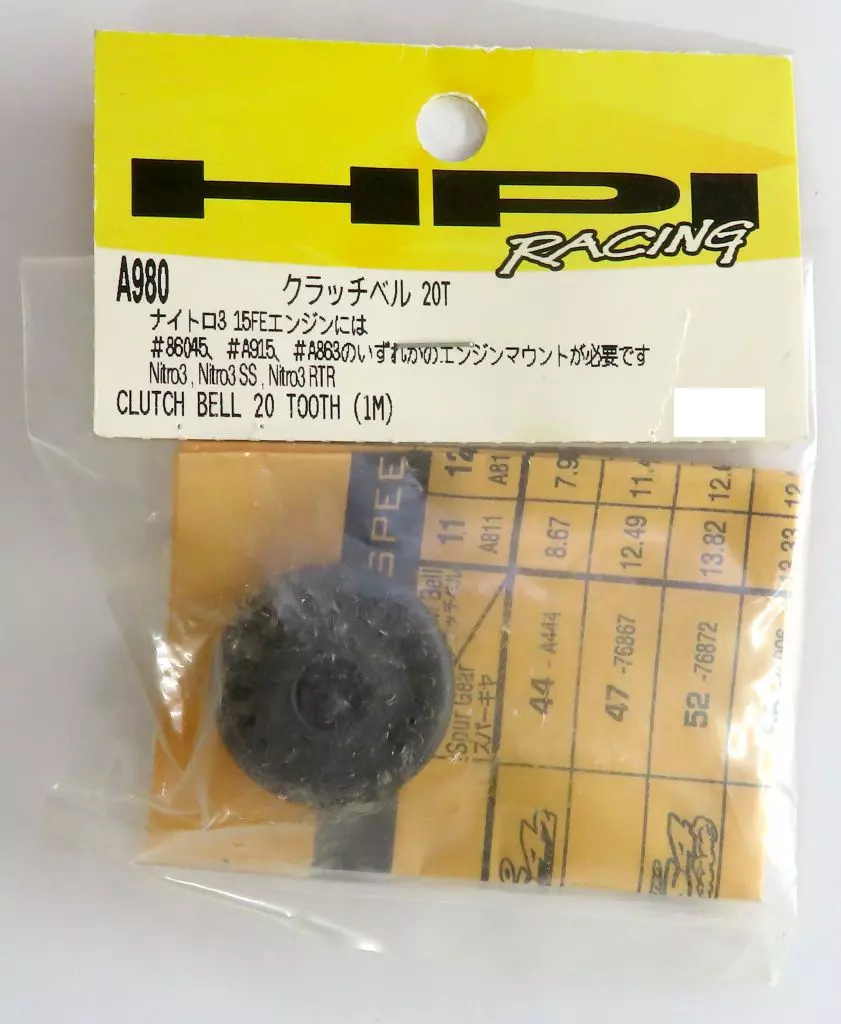 HPI
RACING
A980
クラッチベル 20T
ナイトロ3 15FEエンジンには
#86045、#A915、#A863のいずれかのエンジンマウントが必要です
Nitro3, Nitro3 SS, Nitro3 RTR
CLUTCH BELL 20 TOOTH (1M)
SPEE
11
A811
8.67
12.49
13.82
Bell
Spur Gear
スパーギヤ
44 -A444
47 -76867
52 -76872